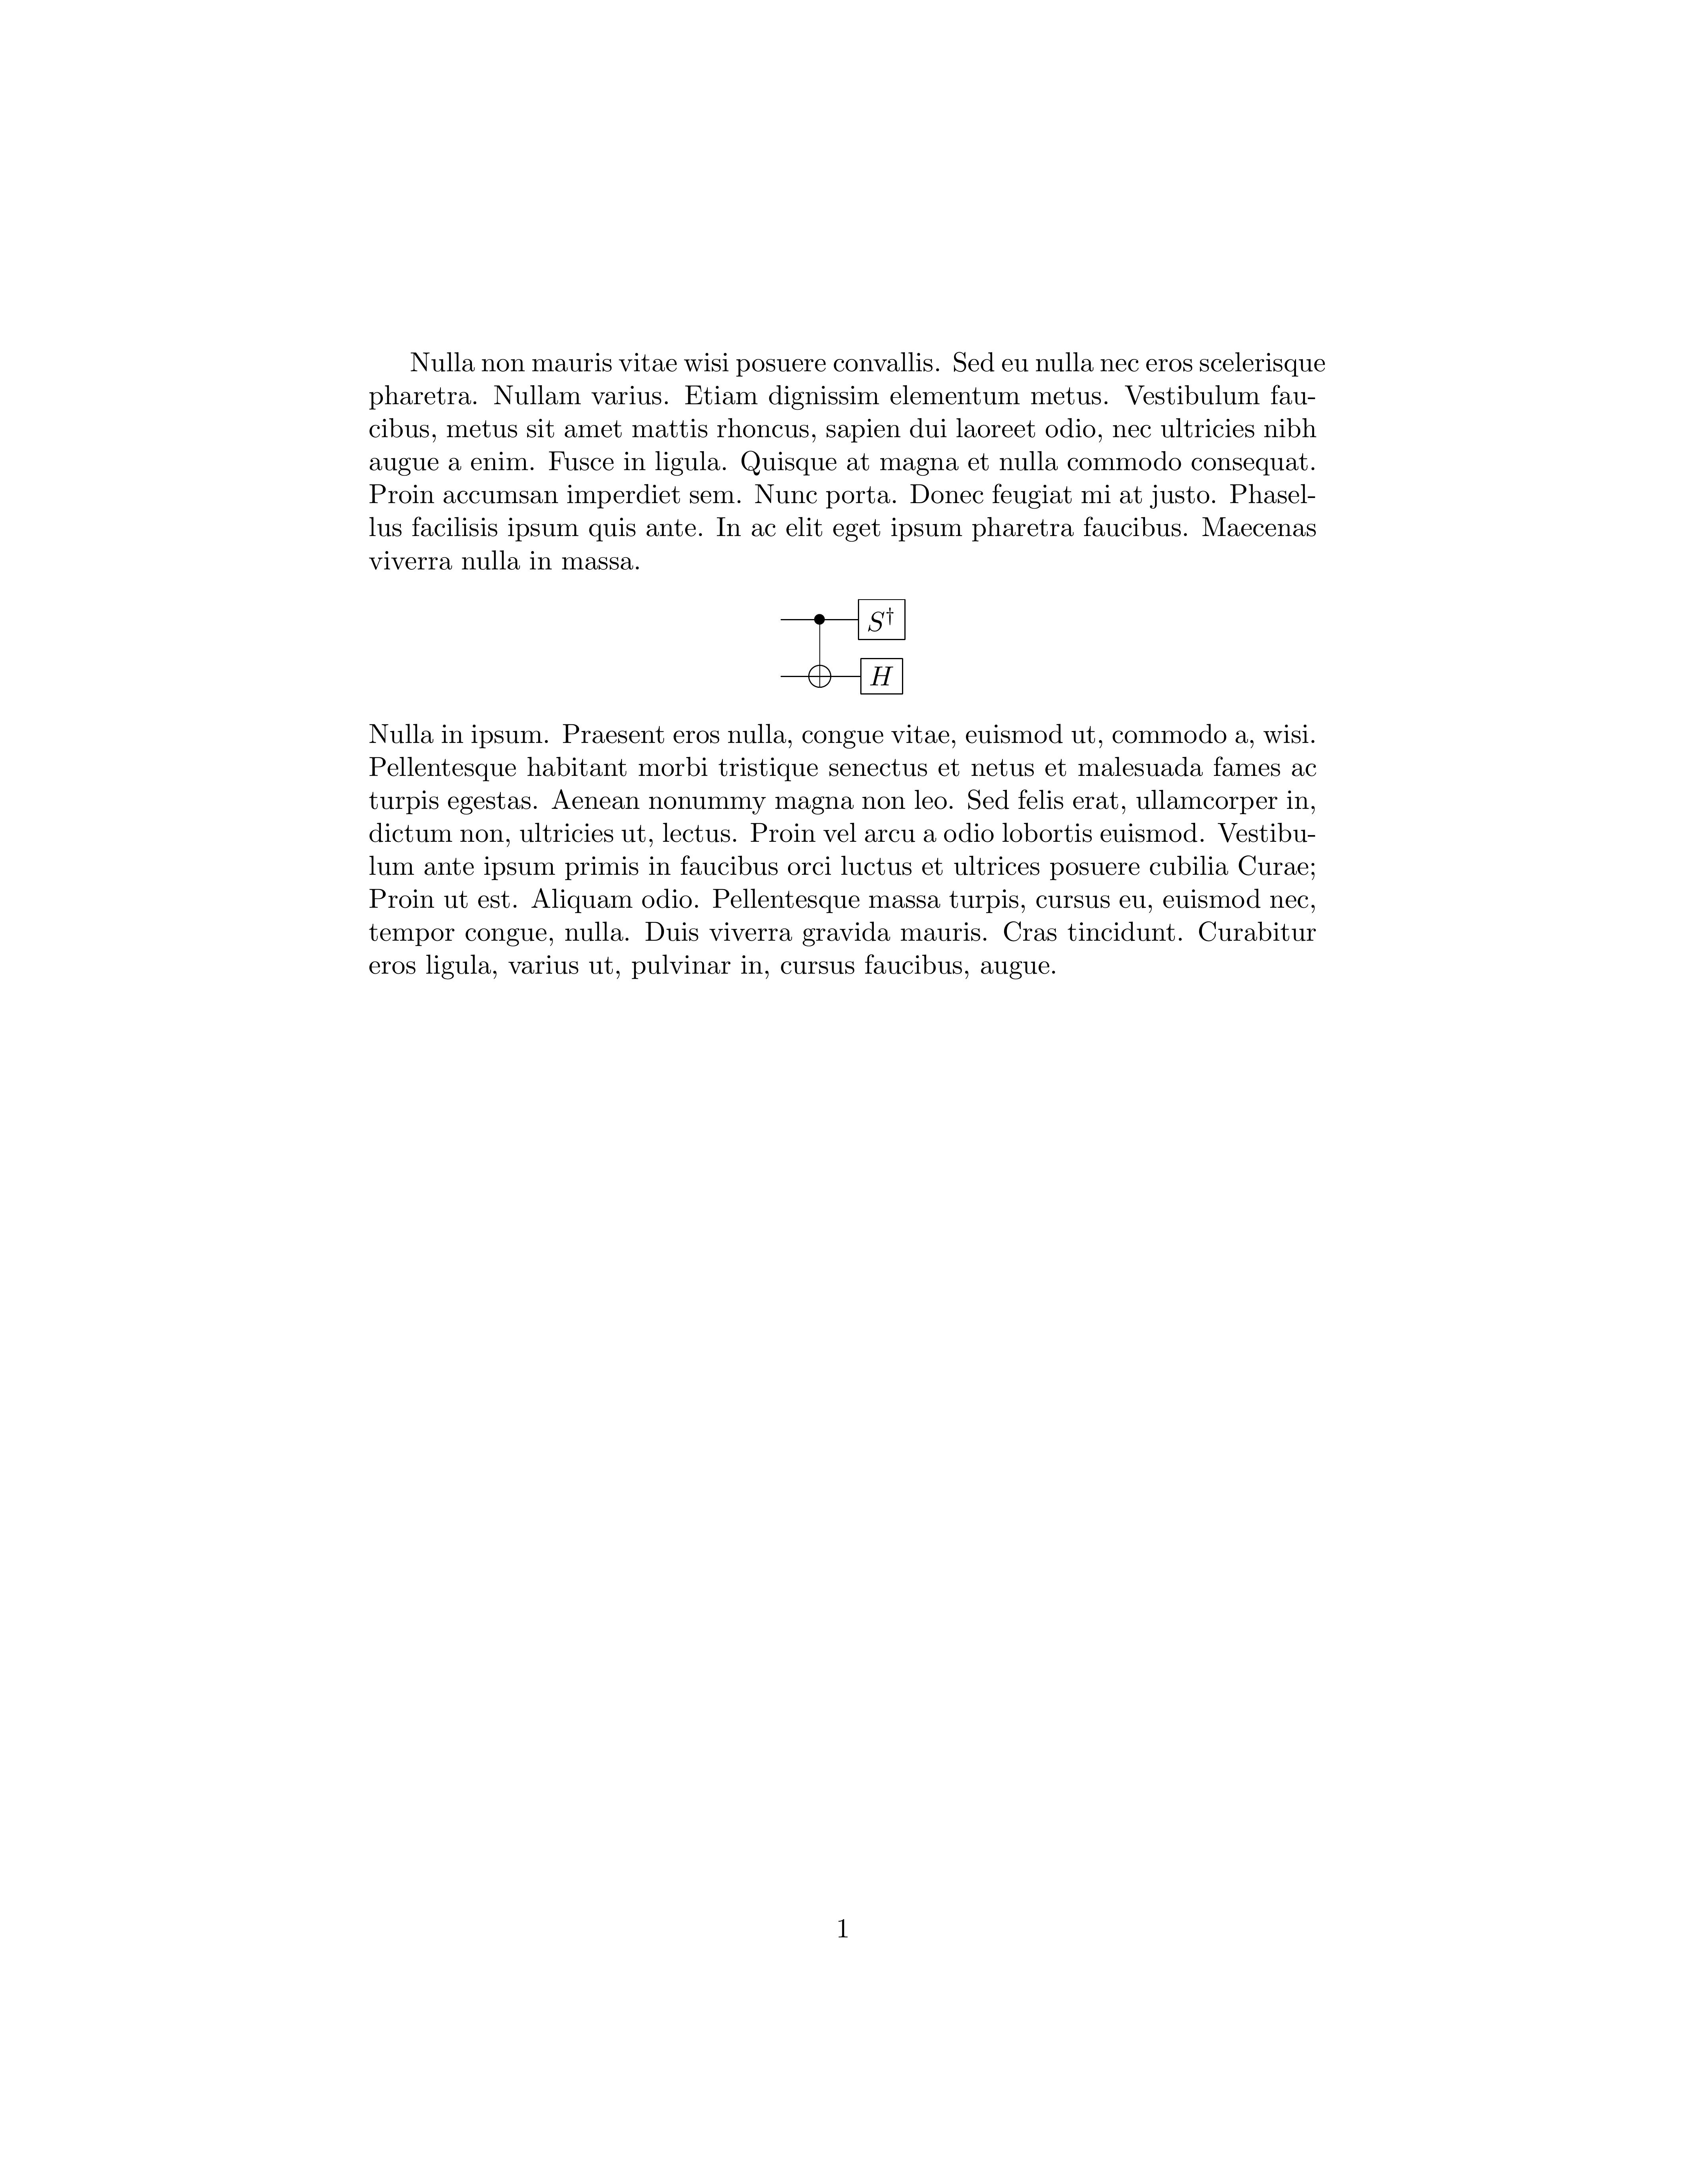 Nulla non mauris vitae wisi posuere convallis. Sed eu nulla nec eros scelerisque
pharetra. Nullam varius. Etiam dignissim elementum metus. Vestibulum fau-
cibus, metus sit amet mattis rhoncus, sapien dui laoreet odio, nec ultricies nibh
augue a enim. Fusce in ligula. Quisque at magna et nulla commodo consequat.
Proin accumsan imperdiet sem. Nunc porta. Donec feugiat mi at justo. Phasel-
lus facilisis ipsum quis ante. In ac elit eget ipsum pharetra faucibus. Maecenas
viverra nulla in massa.
S†
H
Nulla in ipsum. Praesent eros nulla, congue vitae, euismod ut, commodo a, wisi.
Pellentesque habitant morbi tristique senectus et netus et malesuada fames ac
turpis egestas. Aenean nonummy magna non leo. Sed felis erat, ullamcorper in,
dictum non, ultricies ut, lectus. Proin vel arcu a odio lobortis euismod. Vestibu-
lum ante ipsum primis in faucibus orci luctus et ultrices posuere cubilia Curae;
Proin ut est. Aliquam odio. Pellentesque massa turpis, cursus eu, euismod nec,
tempor congue, nulla. Duis viverra gravida mauris. Cras tincidunt. Curabitur
eros ligula, varius ut, pulvinar in, cursus faucibus, augue.
1